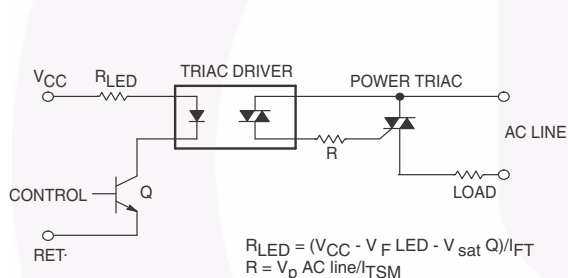 TRIAC DRIVER
POWER TRIAC
VCC
RLED
AC LINE
R
LOAD
CONTROL
Q
RET.
RLED = (VCC - VF LED - Vsat Q)/IFT
R = Vp AC line/ITSM